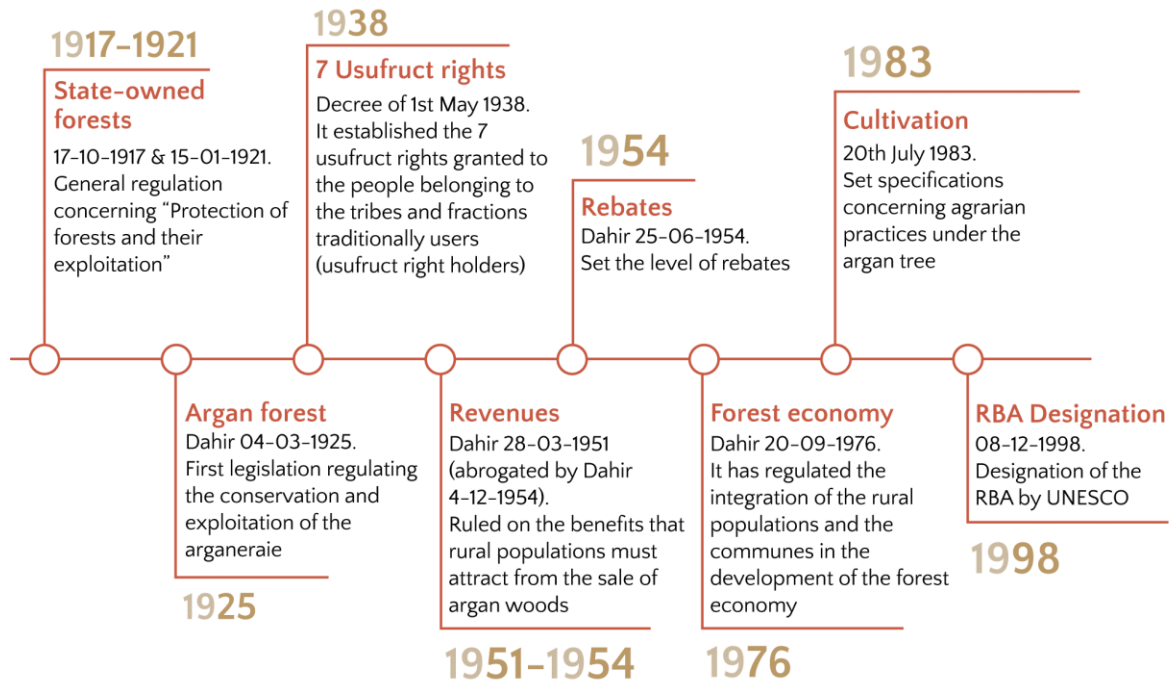 1917-1921
State-owned
forests
17-10-1917 & 15-01-1921.
General regulation
concerning “Protection of
forests and their
exploitation”
Argan forest
Dahir 04-03-1925.
First legislation regulating
the conservation and
exploitation of the
arganeraie
1925
1938
7 Usufruct rights
Decree of 1st May 1938.
It established the 7
usufruct rights granted to
the people belonging to
the tribes and fractions
traditionally users
(usufruct right holders)
Revenues
Dahir 28-03-1951
(abrogated by Dahir
4-12-1954).
Ruled on the benefits that
rural populations must
attract from the sale of
argan woods
1951-1954
1954
Rebates
Dahir 25-06-1954.
Set the level of rebates
Forest economy
Dahir 20-09-1976.
It has regulated the
integration of the rural
populations and the
communes in the
development of the forest
economy
1976
1983
Cultivation
20th July 1983.
Set specifications
concerning agrarian
practices under the
argan tree
RBA Designation
08-12-1998.
Designation of the
RBA by UNESCO
1998